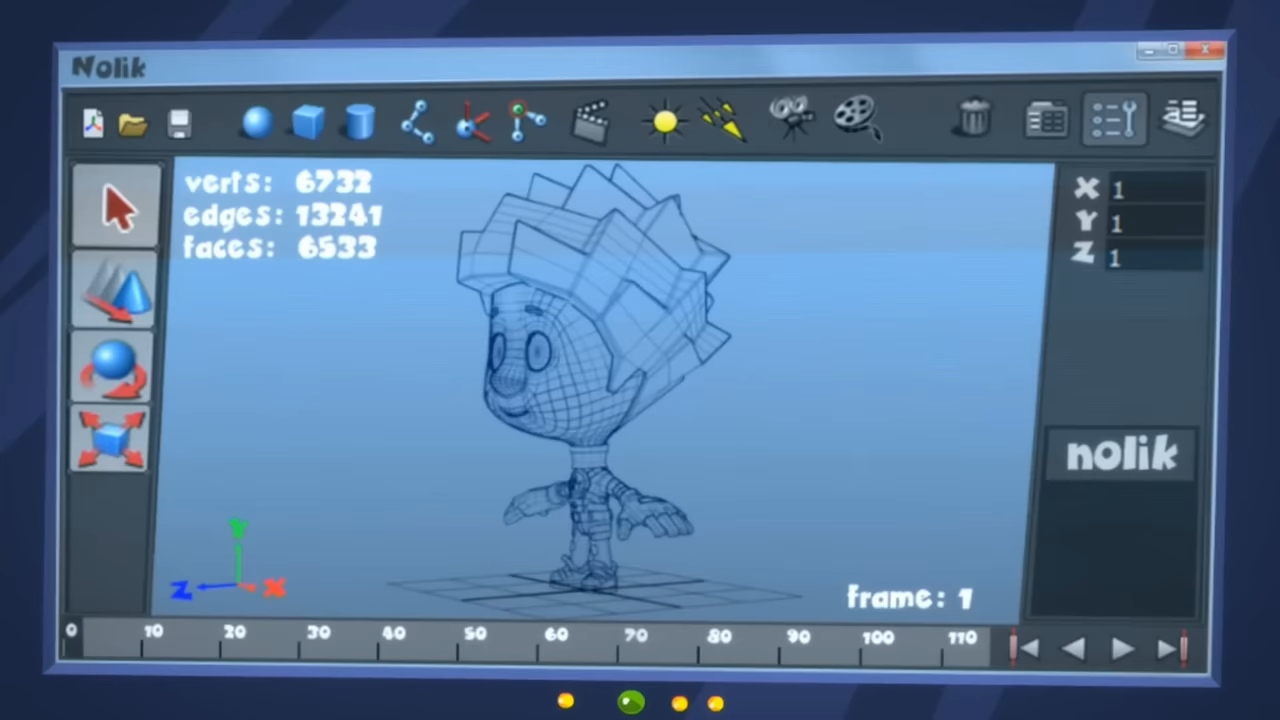 Nolik
verts: 6732
edges: 13241
faces: 6533
X 1
Y 1
Z 1
nolik
Y
Z X
frame: 1
0 10 20 30 40 50 60 70 80 90 100 110